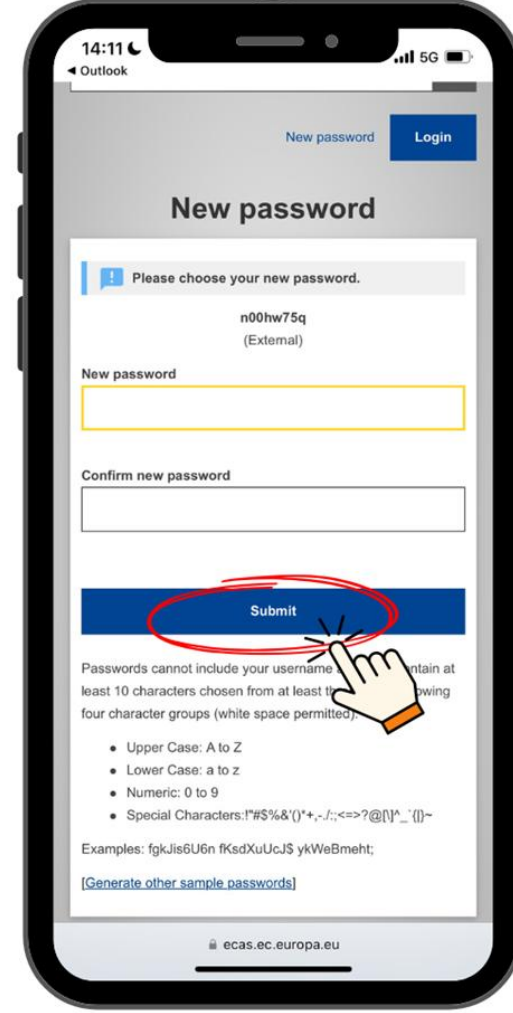 14:11
5G
◄ Outlook
New password
Login
New password
Please choose your new password.
n00hw75q
(External)
New password
Confirm new password
Submit
Passwords cannot include your username ntain at
least 10 characters chosen from at least th owing
four character groups (white space permitted):
• Upper Case: A to Z
• Lower Case: a to z
• Numeric: 0 to 9
• Special Characters:!"#$%&'()*+,-./:;<=>?@[\]^_`{|}~
Examples: fgkJis6U6n fKsdXuUcJ$ ykWeBmeht;
[Generate other sample passwords]
ecas.ec.europa.eu